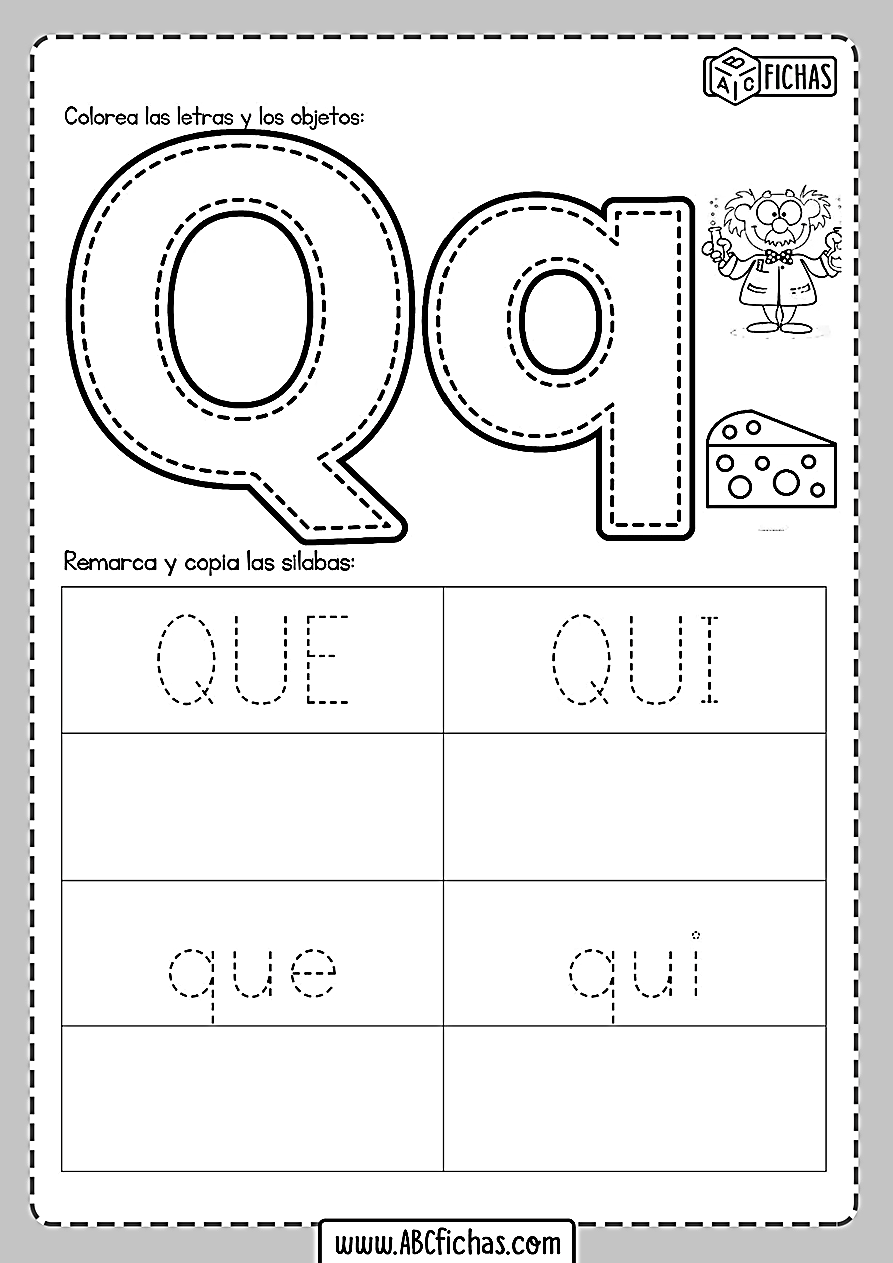 ABC FICHAS
Colorea las letras y los objetos:
Qq
Remarca y copia las silabas:
QUE QUI
que qui
www.ABCfichas.com